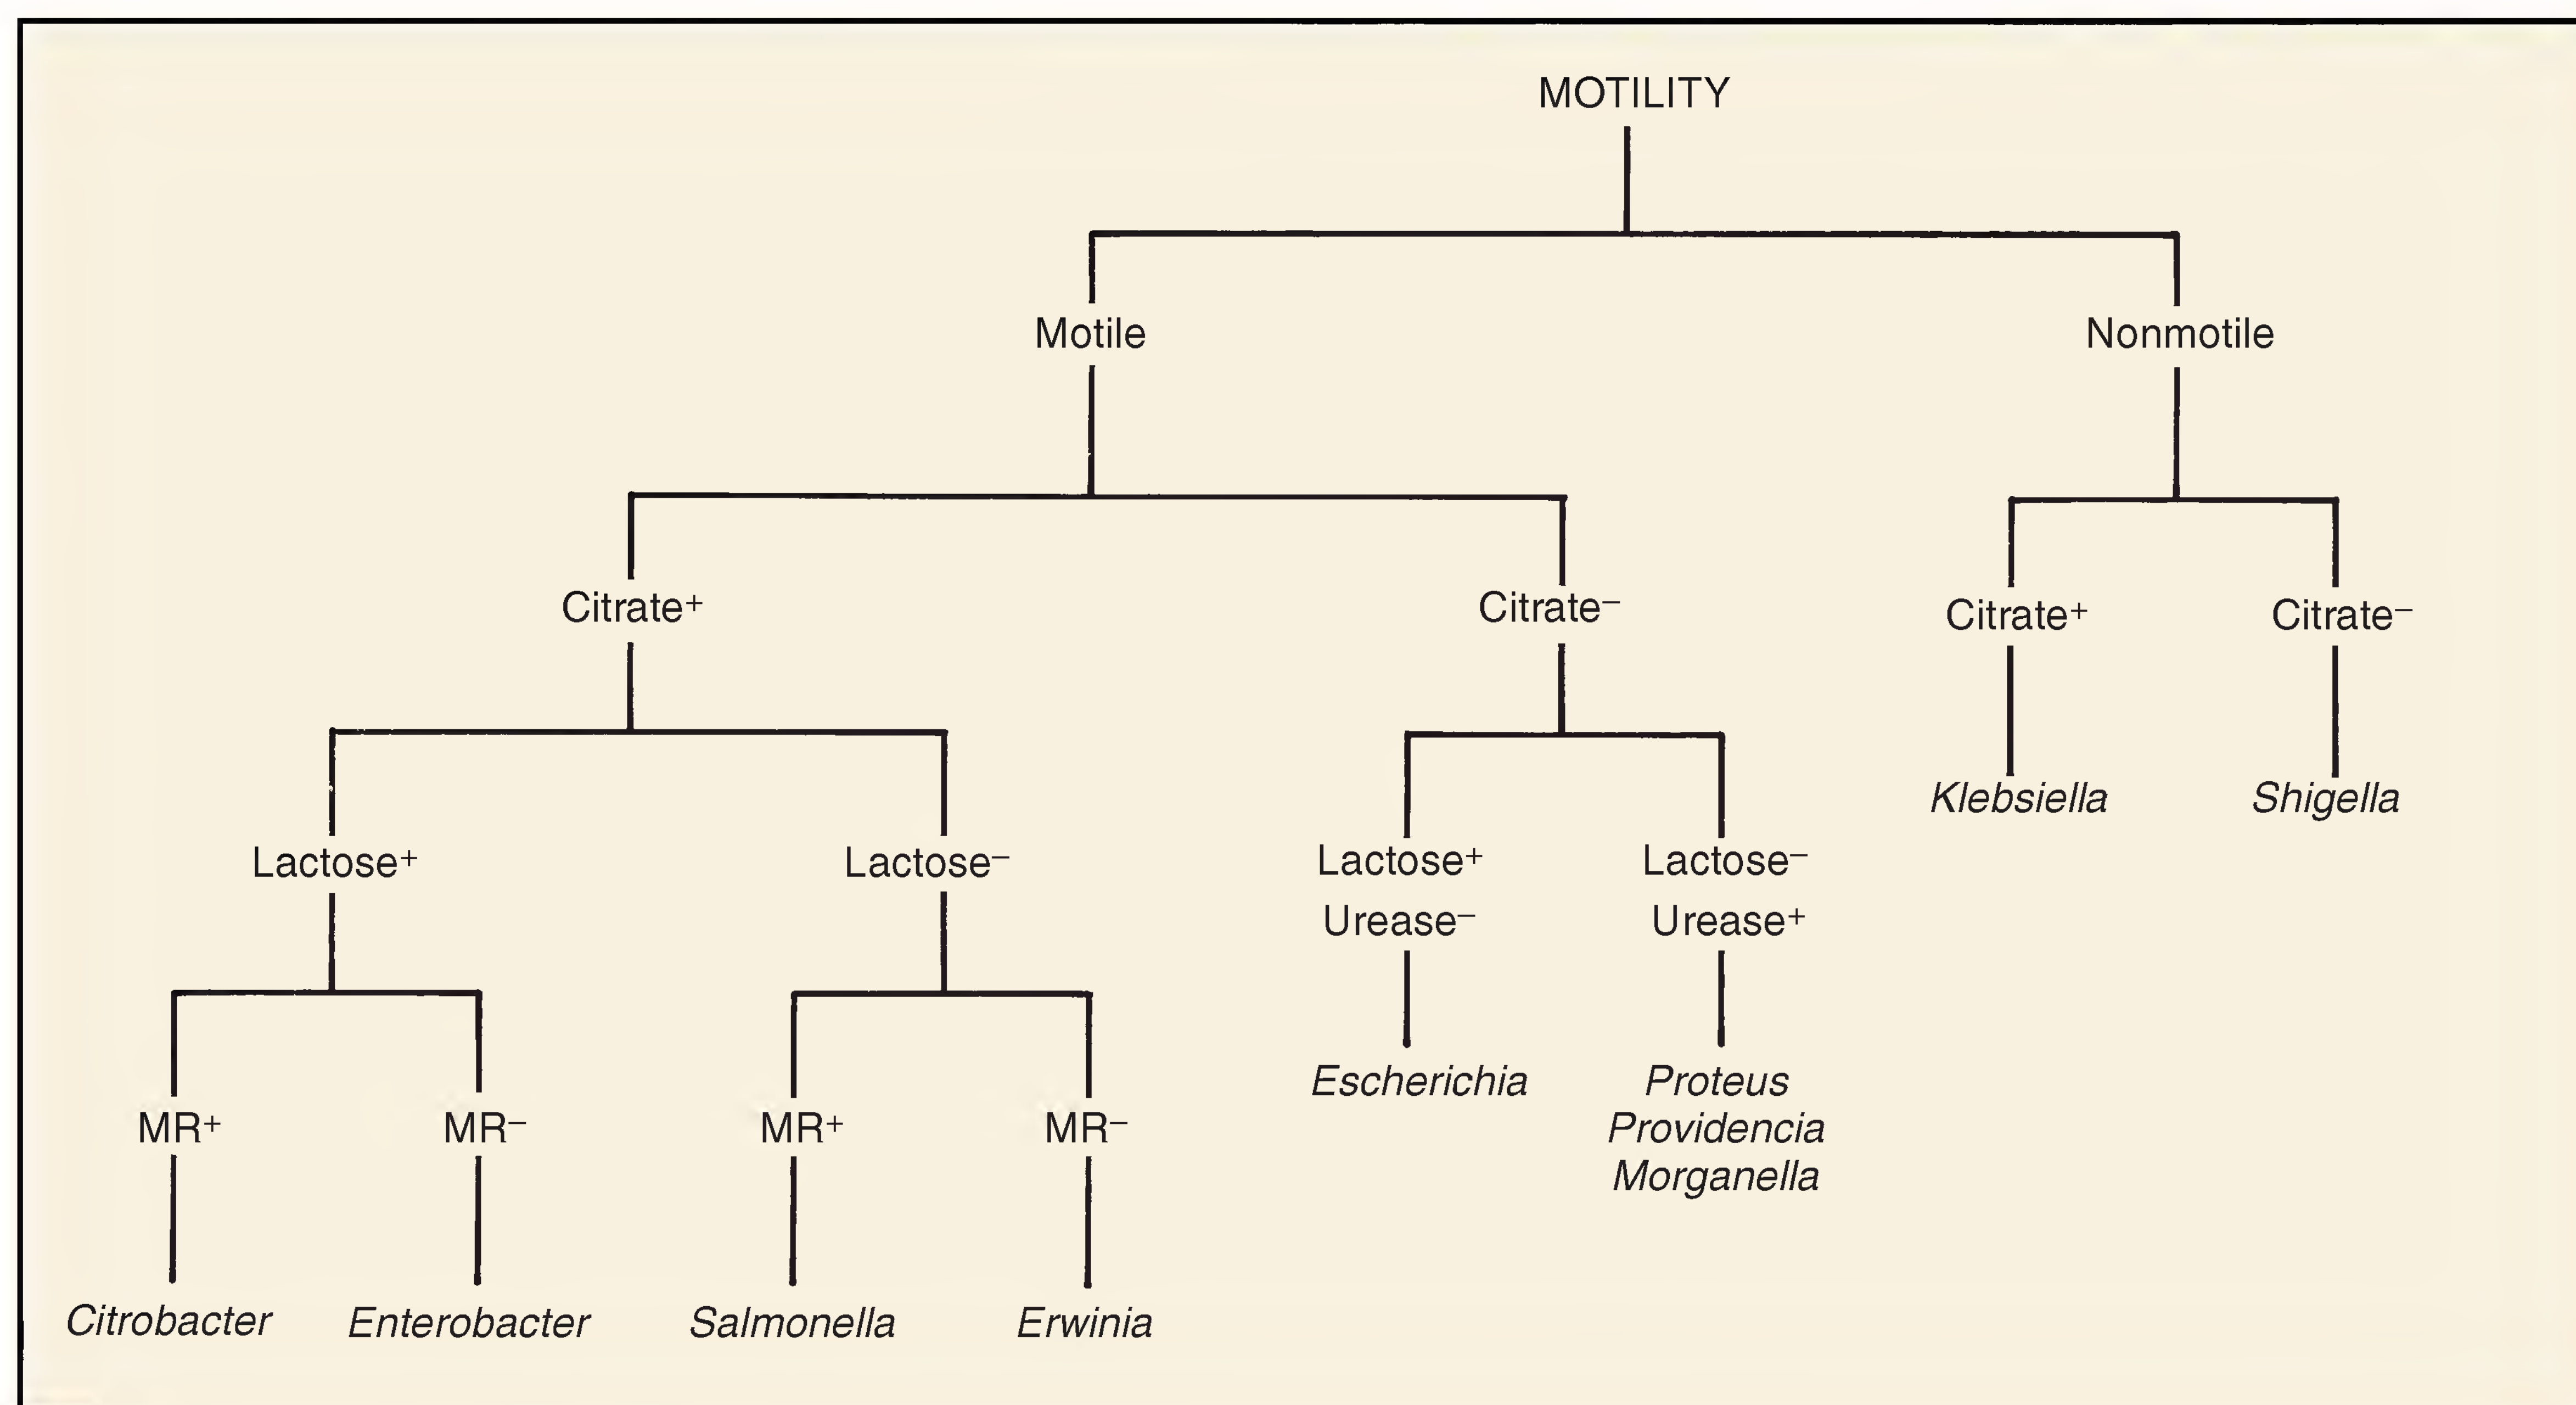 MOTILITY
Motile
Nonmotile
Citrate+
Citrate–
Citrate+
Citrate–
Klebsiella
Shigella
Lactose+
Lactose–
Lactose+
Urease–
Lactose–
Urease+
Escherichia
Proteus
Providencia
Morganella
MR+
MR–
MR+
MR–
Citrobacter
Enterobacter
Salmonella
Erwinia